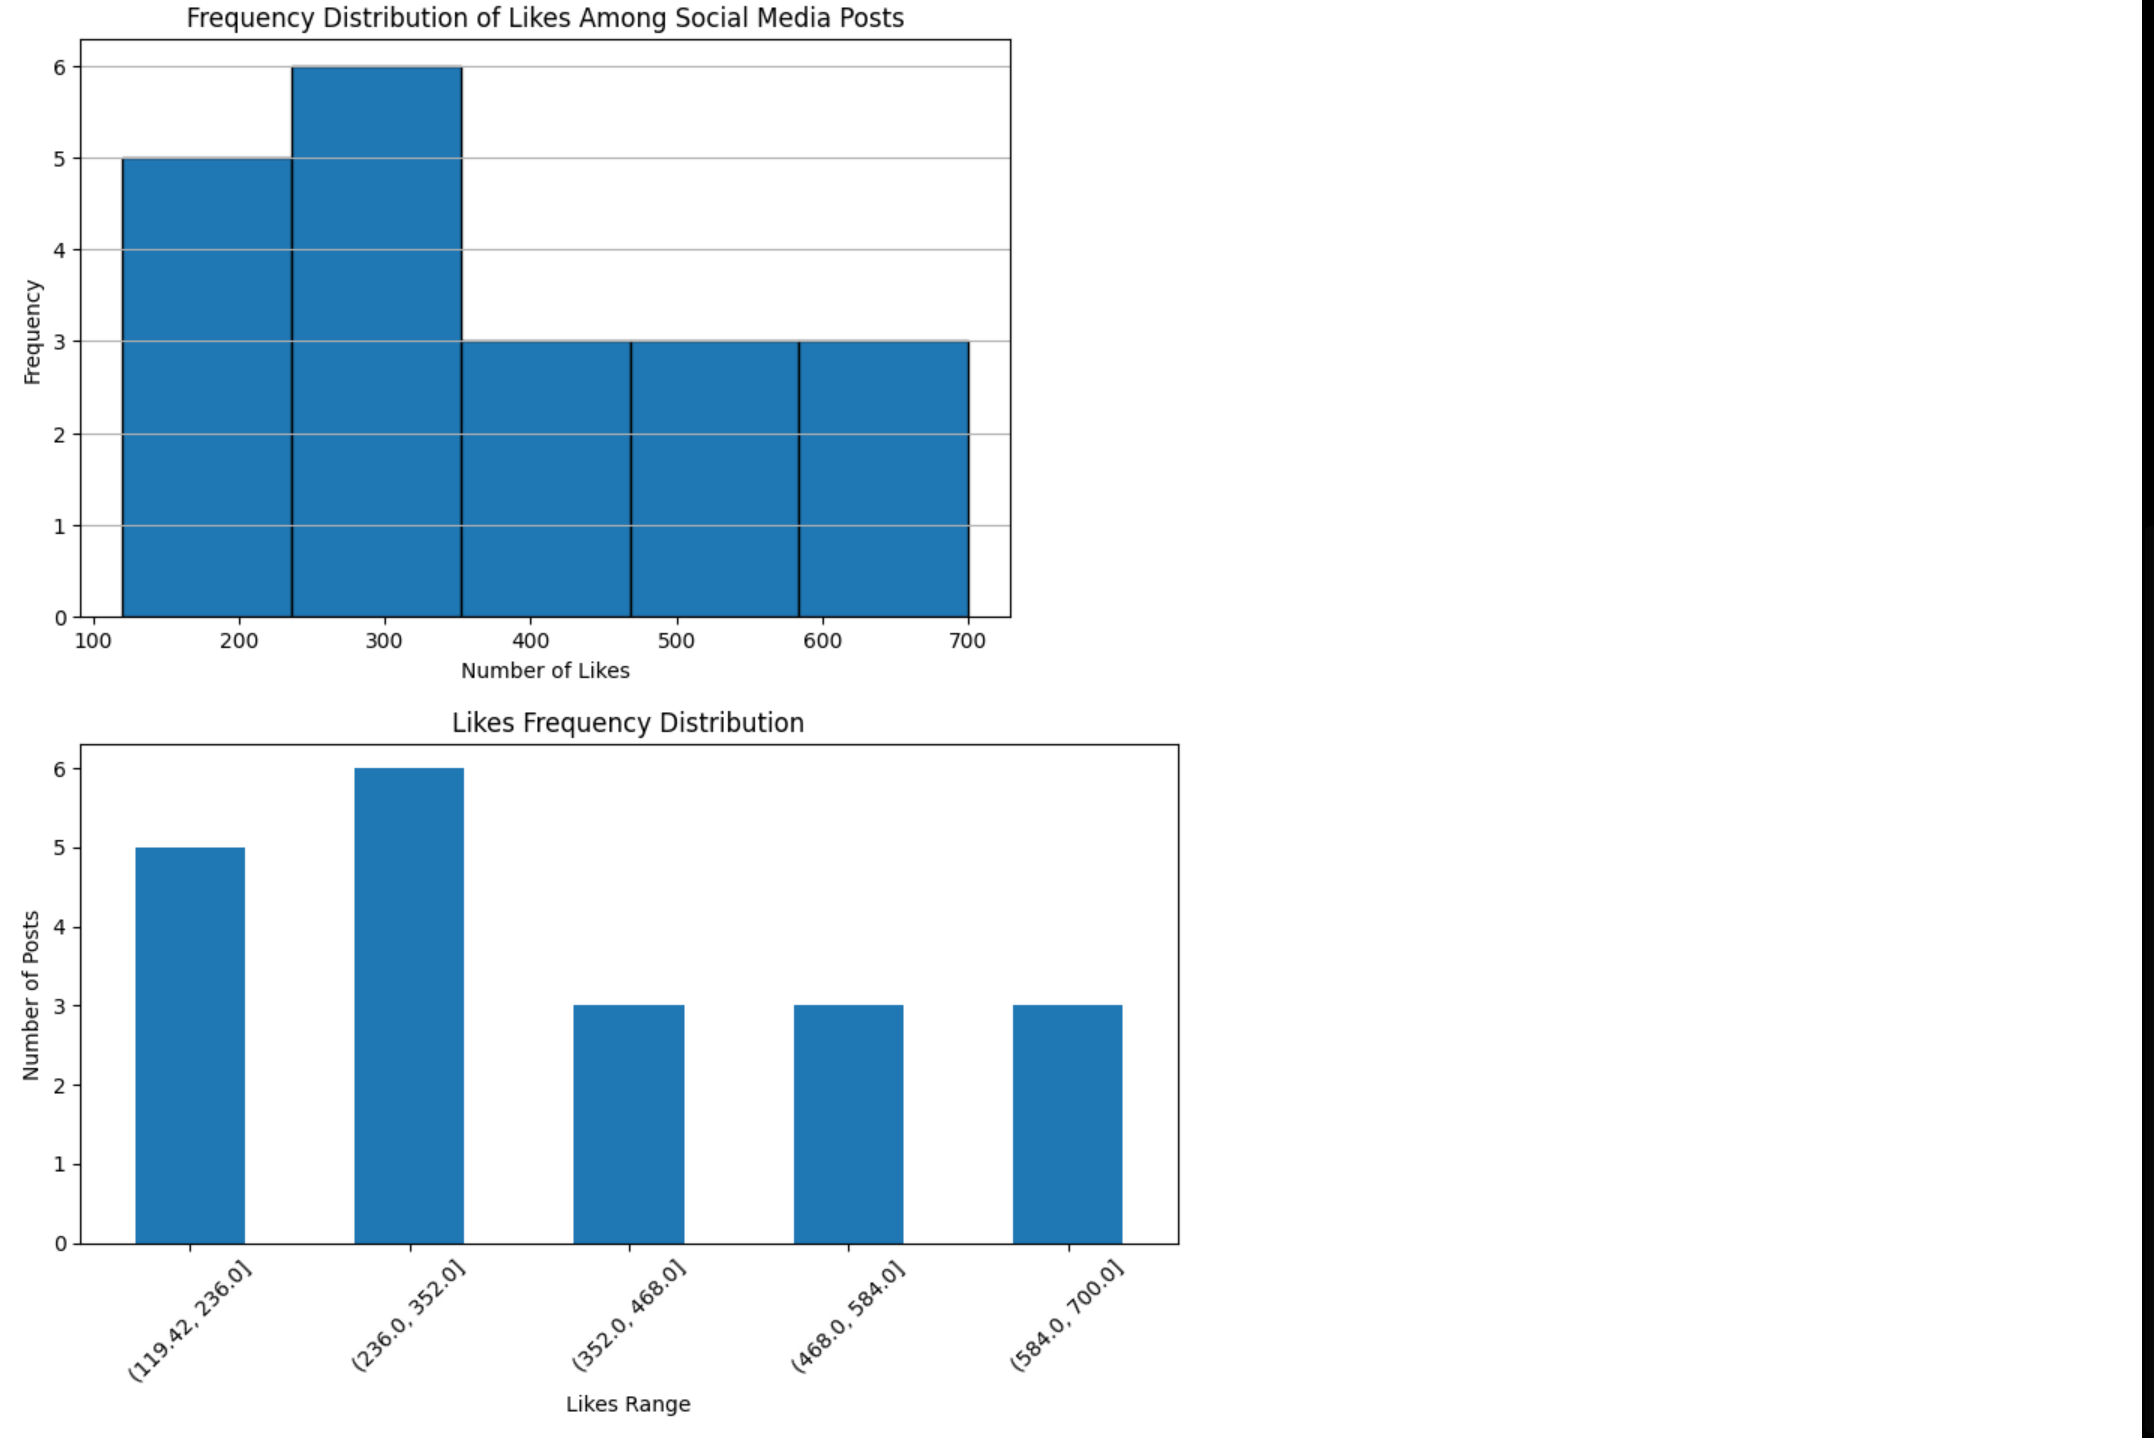 Frequency Distribution of Likes Among Social Media Posts
6
5
4
3
2
1
0
Frequency
100 200 300 400 500 600 700
Number of Likes
Likes Frequency Distribution
6
5
4
3
2
1
0
Number of Posts
(119.42, 236.0] (236.0, 352.0] (352.0, 468.0] (468.0, 584.0] (584.0, 700.0]
Likes Range